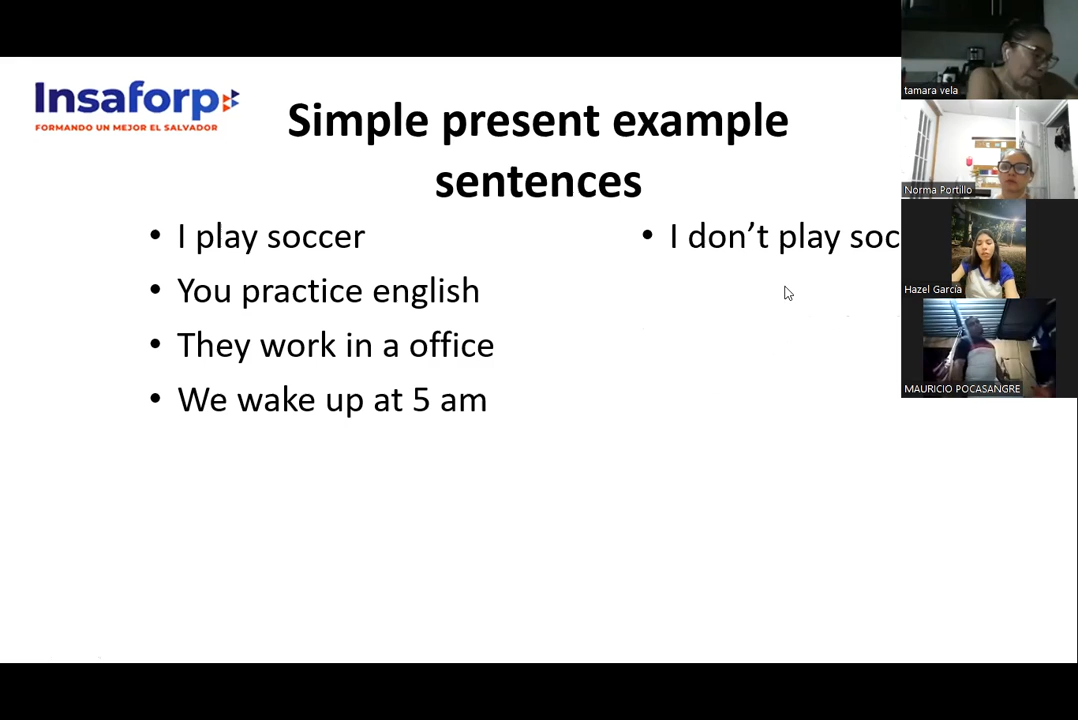 Insaforp
FORMANDO UN MEJOR EL SALVADOR
Simple present example
sentences
• I play soccer
• You practice english
• They work in a office
• We wake up at 5 am
• I don’t play soc
tamara vela
Norma Portillo
Hazel García
MAURICIO POCASANGRE